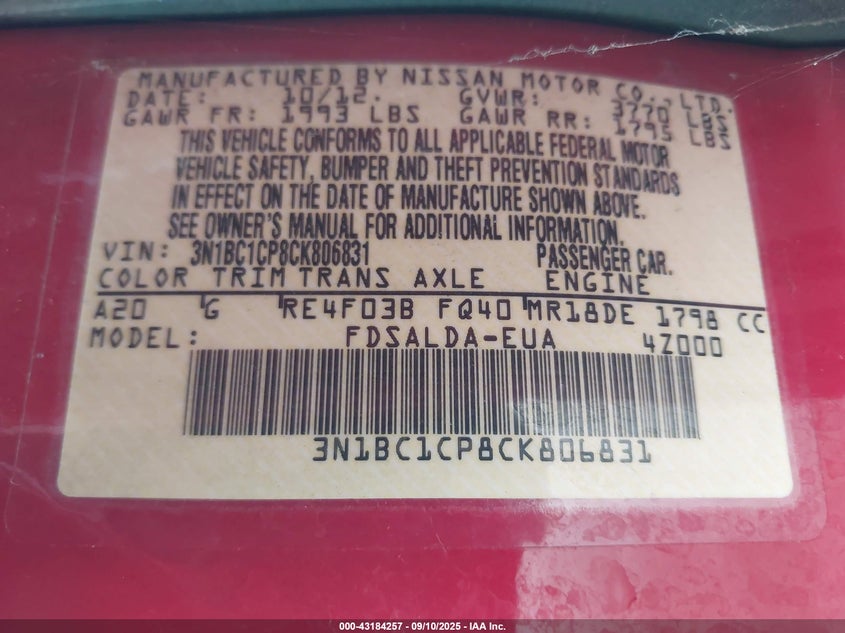 MANUFACTURED BY NISSAN MOTOR CO., LTD.
DATE: 10/12. GVWR: 3770 LBS
GAWR FR: 1993 LBS GAWR RR: 1795 LBS
THIS VEHICLE CONFORMS TO ALL APPLICABLE FEDERAL MOTOR
VEHICLE SAFETY, BUMPER AND THEFT PREVENTION STANDARDS
IN EFFECT ON THE DATE OF MANUFACTURE SHOWN ABOVE.
SEE OWNER'S MANUAL FOR ADDITIONAL INFORMATION.
VIN: 3N1BC1CP8CK806831 PASSENGER CAR.
COLOR TRIM TRANS AXLE ENGINE
A20 G RE4F03B FQ40 MR18DE 1798 CC
MODEL: FDSALDA-EUA 4Z000
3N1BC1CP8CK806831
000-43184257 - 09/10/2025 - IAA Inc.